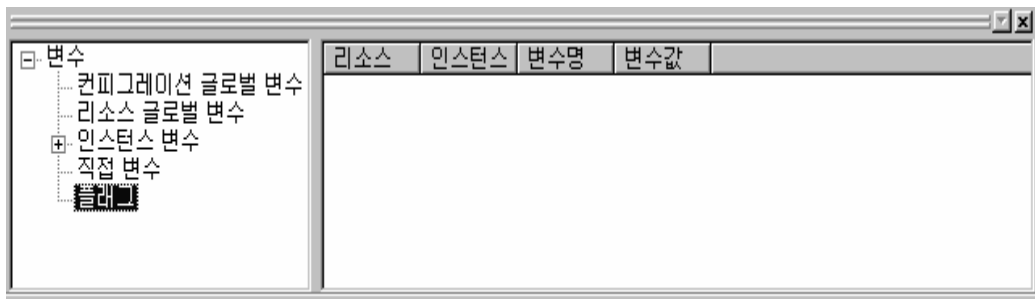 변수
컨피그레이션 글로벌 변수
리소스 글로벌 변수
인스턴스 변수
직접 변수
플래그
리소스 인스턴스 변수명 변수값